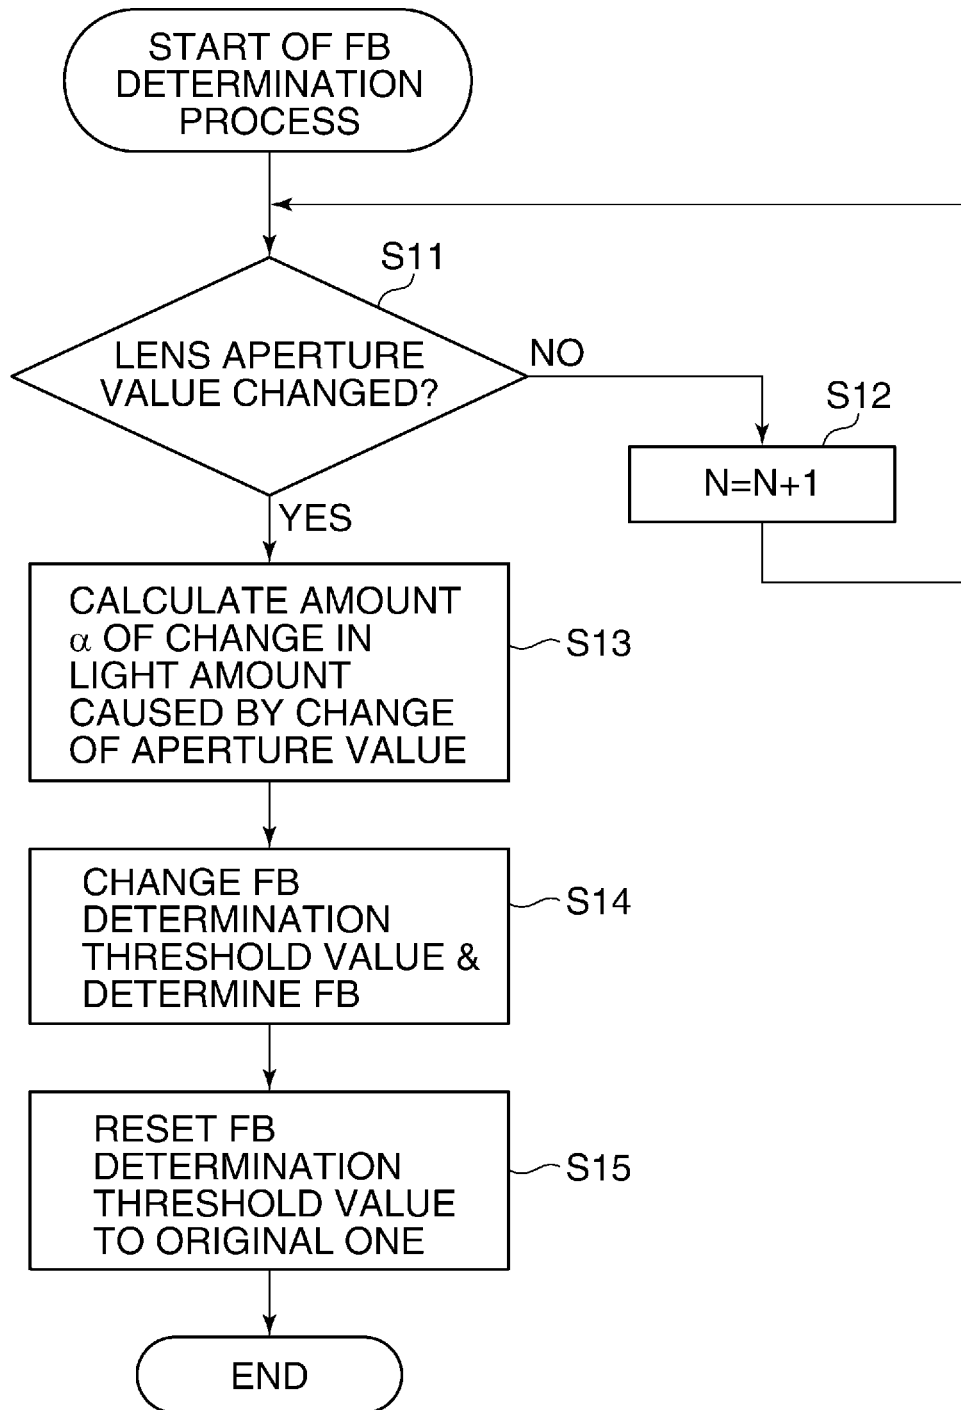 START OF FB
DETERMINATION
PROCESS
S11
LENS APERTURE
VALUE CHANGED?
NO
S12
N=N+1
YES
CALCULATE AMOUNT
α OF CHANGE IN
LIGHT AMOUNT
CAUSED BY CHANGE
OF APERTURE VALUE
S13
CHANGE FB
DETERMINATION
THRESHOLD VALUE &
DETERMINE FB
S14
RESET FB
DETERMINATION
THRESHOLD VALUE
TO ORIGINAL ONE
S15
END